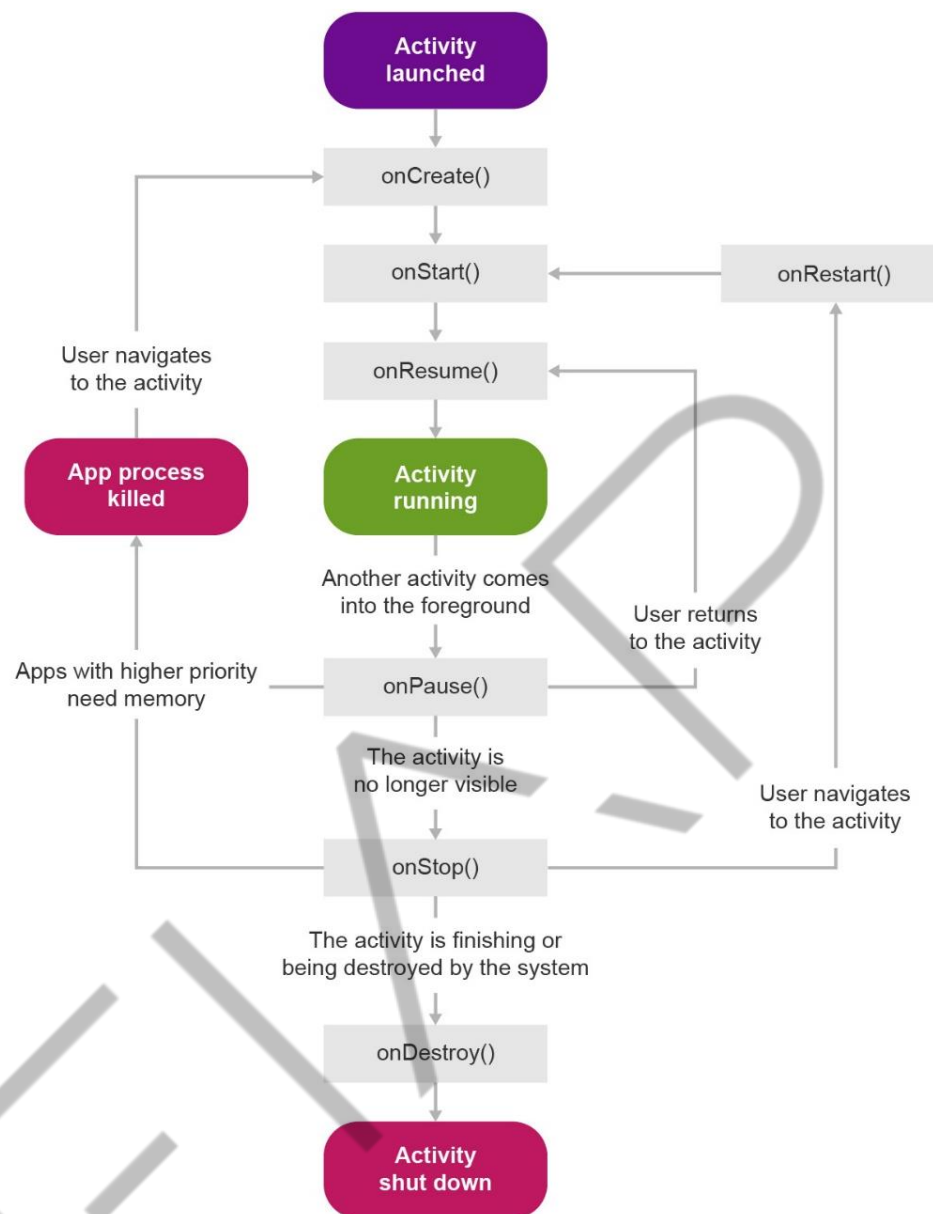 Activity
launched
onCreate()
onStart()
onRestart()
onResume()
User navigates
to the activity
App process
killed
Activity
running
Another activity comes
into the foreground
User returns
to the activity
Apps with higher priority
need memory
onPause()
The activity is
no longer visible
User navigates
to the activity
onStop()
The activity is finishing or
being destroyed by the system
onDestroy()
Activity
shut down